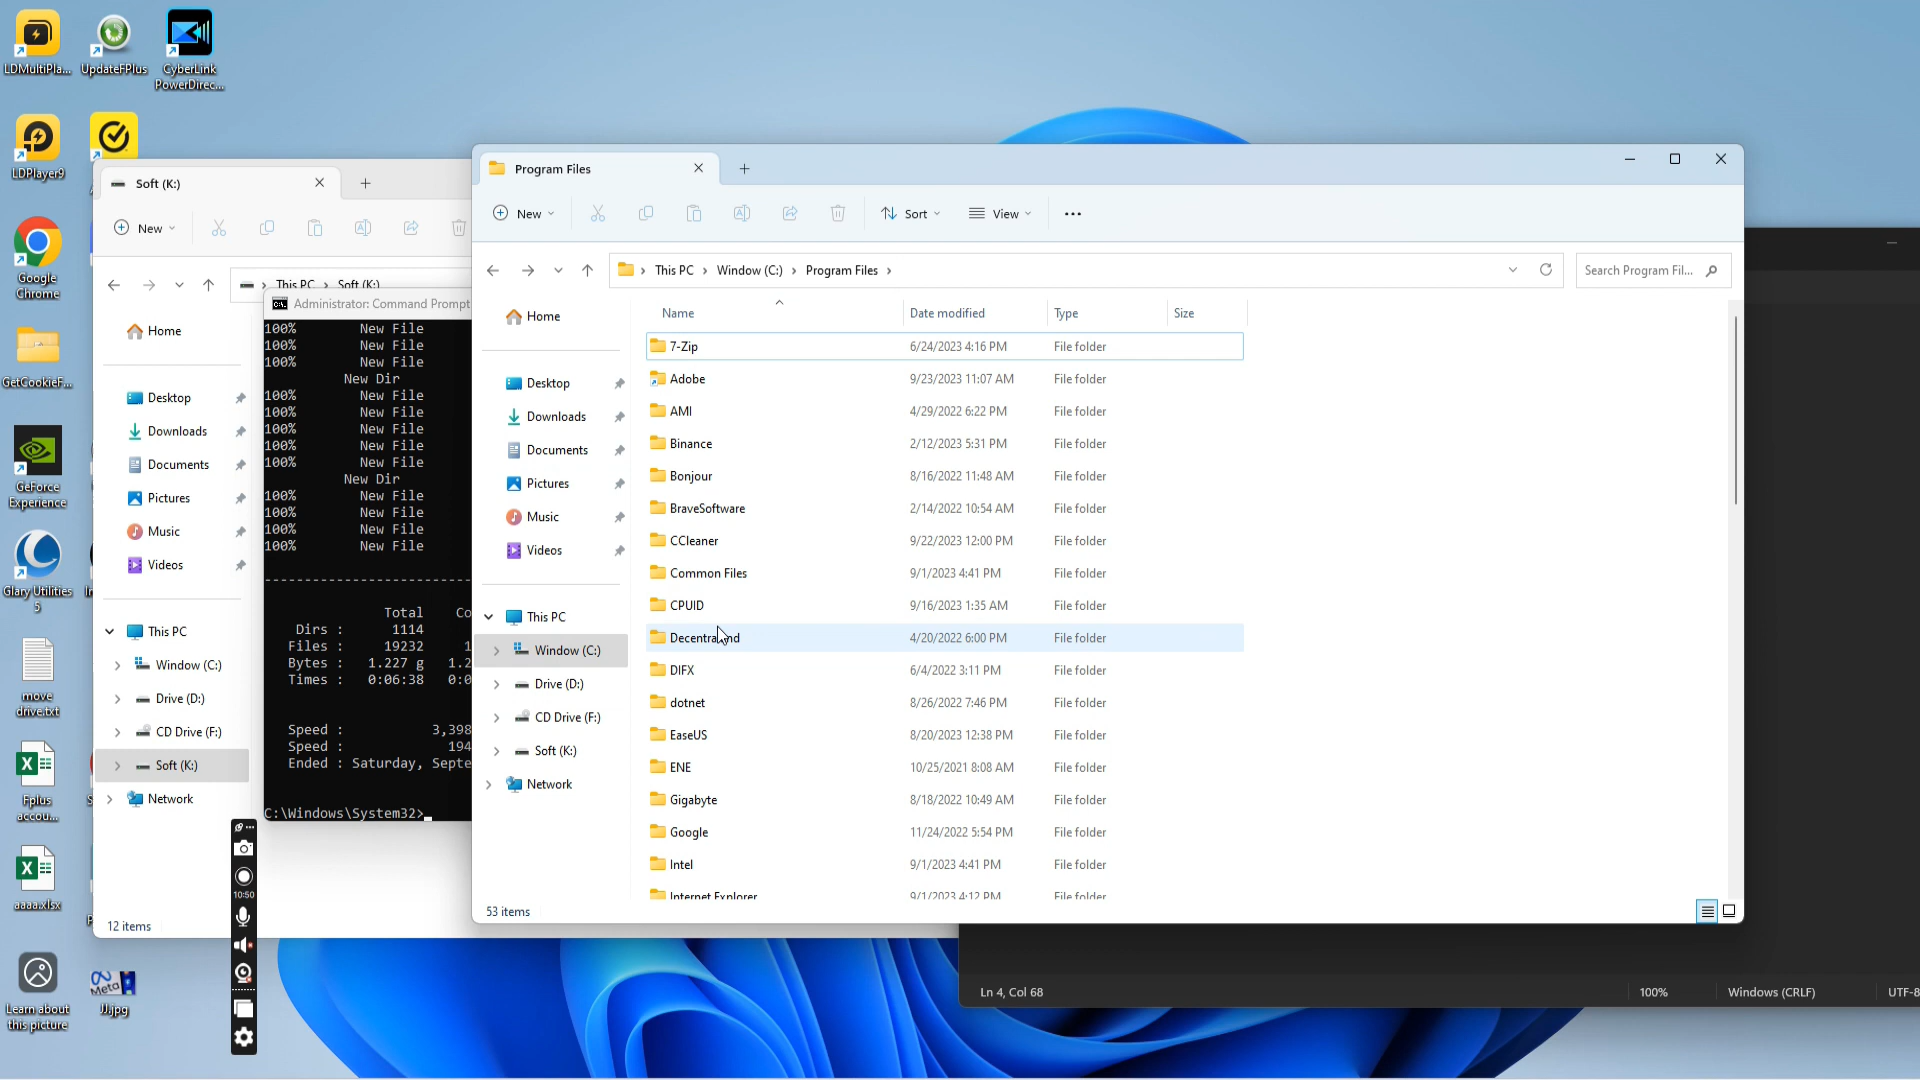 LDMultiPla...
UpdateFPlus
CyberLink
PowerDirec...
LDPlayer9
Google
Chrome
GetCookieF...
GeForce
Experience
Glary Utilities
5
move
drive.txt
Fplus
accou...
aaaa.xlsx
Learn about
this picture
Meta
JJ.jpg
Soft (K:)
New
This PC > Soft (K:)
Home
Desktop
Downloads
Documents
Pictures
Music
Videos
This PC
Window (C:)
Drive (D:)
CD Drive (F:)
Soft (K:)
Network
12 items
Administrator: Command Prompt
100% New File
100% New File
100% New File
New Dir
100% New File
100% New File
100% New File
100% New File
100% New File
New Dir
100% New File
100% New File
100% New File
100% New File
Total Co
Dirs : 1114
Files : 19232 1
Bytes : 1.227 g 1.2
Times : 0:06:38 0:0
Speed : 3,398
Speed : 194
Ended : Saturday, Septe
C:\Windows\System32>
10:50
Program Files
New
Sort
View
This PC > Window (C:) > Program Files >
Search Program Fil...
Home
Desktop
Downloads
Documents
Pictures
Music
Videos
This PC
Window (C:)
Drive (D:)
CD Drive (F:)
Soft (K:)
Network
Name Date modified Type Size
7-Zip 6/24/2023 4:16 PM File folder
Adobe 9/23/2023 11:07 AM File folder
AMI 4/29/2022 6:22 PM File folder
Binance 2/12/2023 5:31 PM File folder
Bonjour 8/16/2022 11:48 AM File folder
BraveSoftware 2/14/2022 10:54 AM File folder
CCleaner 9/22/2023 12:00 PM File folder
Common Files 9/1/2023 4:41 PM File folder
CPUID 9/16/2023 1:35 AM File folder
Decentraland 4/20/2022 6:00 PM File folder
DIFX 6/4/2022 3:11 PM File folder
dotnet 8/26/2022 7:46 PM File folder
EaseUS 8/20/2023 12:38 PM File folder
ENE 10/25/2021 8:08 AM File folder
Gigabyte 8/18/2022 10:49 AM File folder
Google 11/24/2022 5:54 PM File folder
Intel 9/1/2023 4:41 PM File folder
Internet Explorer 9/1/2023 4:12 PM File folder
53 items
Ln 4, Col 68 100% Windows (CRLF) UTF-8